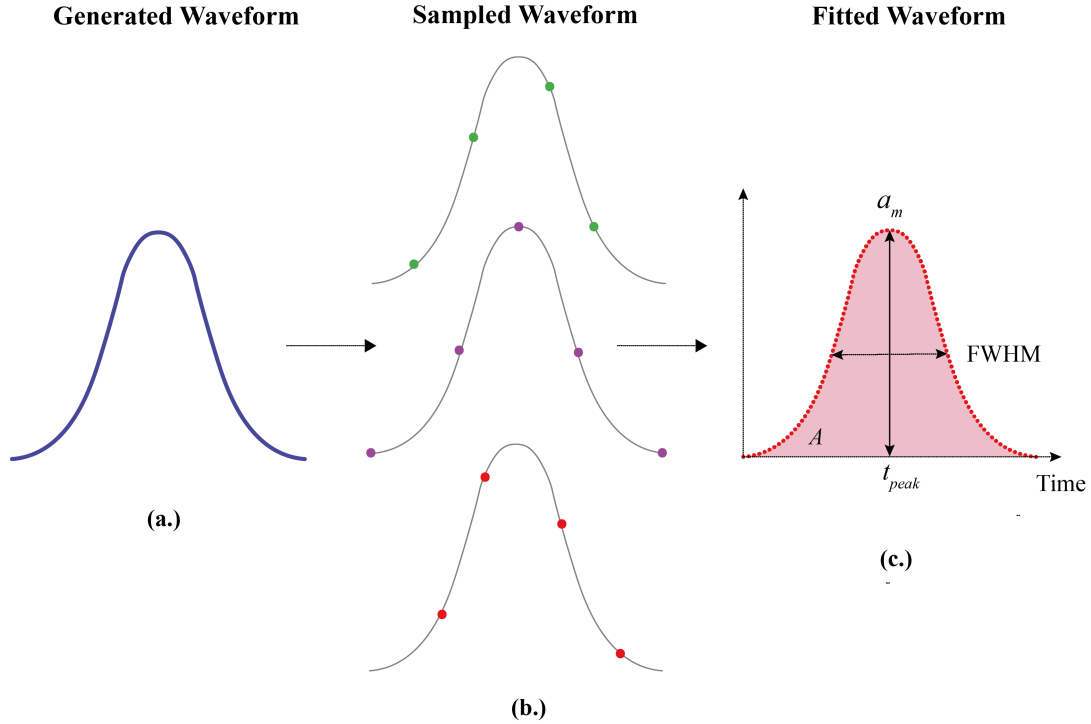 Generated Waveform
Sampled Waveform
Fitted Waveform
a_m
FWHM
A
t_peak
Time
(a.)
(b.)
(c.)